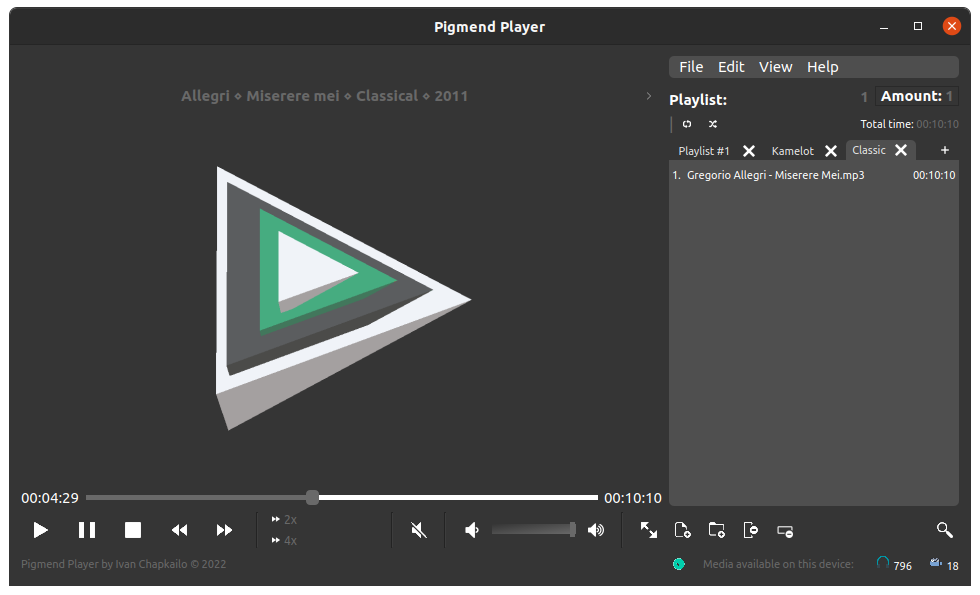 Pigmend Player
File Edit View Help
Allegri ⋄ Miserere mei ⋄ Classical ⋄ 2011
Playlist: 1 Amount: 1
Total time: 00:10:10
Playlist #1 Kamelot Classic +
1. Gregorio Allegri - Miserere Mei.mp3 00:10:10
00:04:29 00:10:10
2x
4x
Pigmend Player by Ivan Chapkailo © 2022 Media available on this device: 796 18